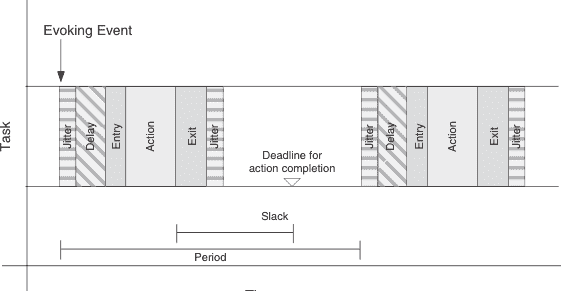 Evoking Event
Task
Jitter
Delay
Entry
Action
Exit
Jitter
Deadline for
action completion
Jitter
Delay
Entry
Action
Exit
Jitter
Slack
Period